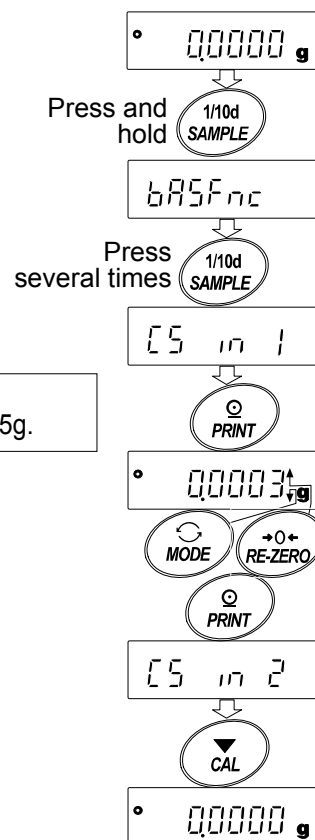 0.0000 g
Press and
hold
1/10d
SAMPLE
bASFnc
Press
several times
1/10d
SAMPLE
CS in 1
5g.
PRINT
0.0003 g
MODE
→0←
RE-ZERO
PRINT
CS in 2
CAL
0.0000 g